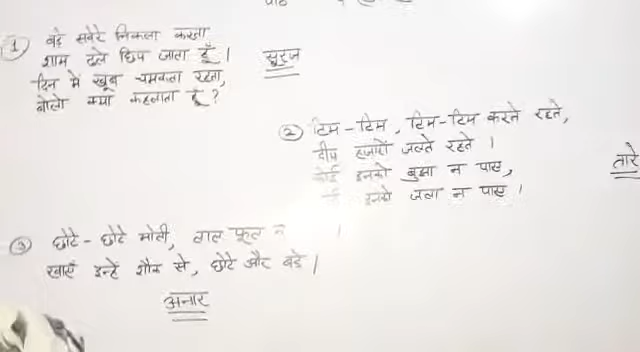 पाठ
① बड़े सवेरे निकला करता
शाम ढले छिप जाता हूँ।
दिन में खूब चमकता रहता,
बोलो क्या कहलाता हूँ?
सूरज
② टिम-टिम, टिम-टिम करते रहते,
दीप हजारों जलते रहते।
इनको बुझा न पाए,
इनको जला न पाए।
तारे
③ छोटे-छोटे मोती, लाल फूल
खाएँ इन्हें शौक से, छोटे और बड़े।
अनार